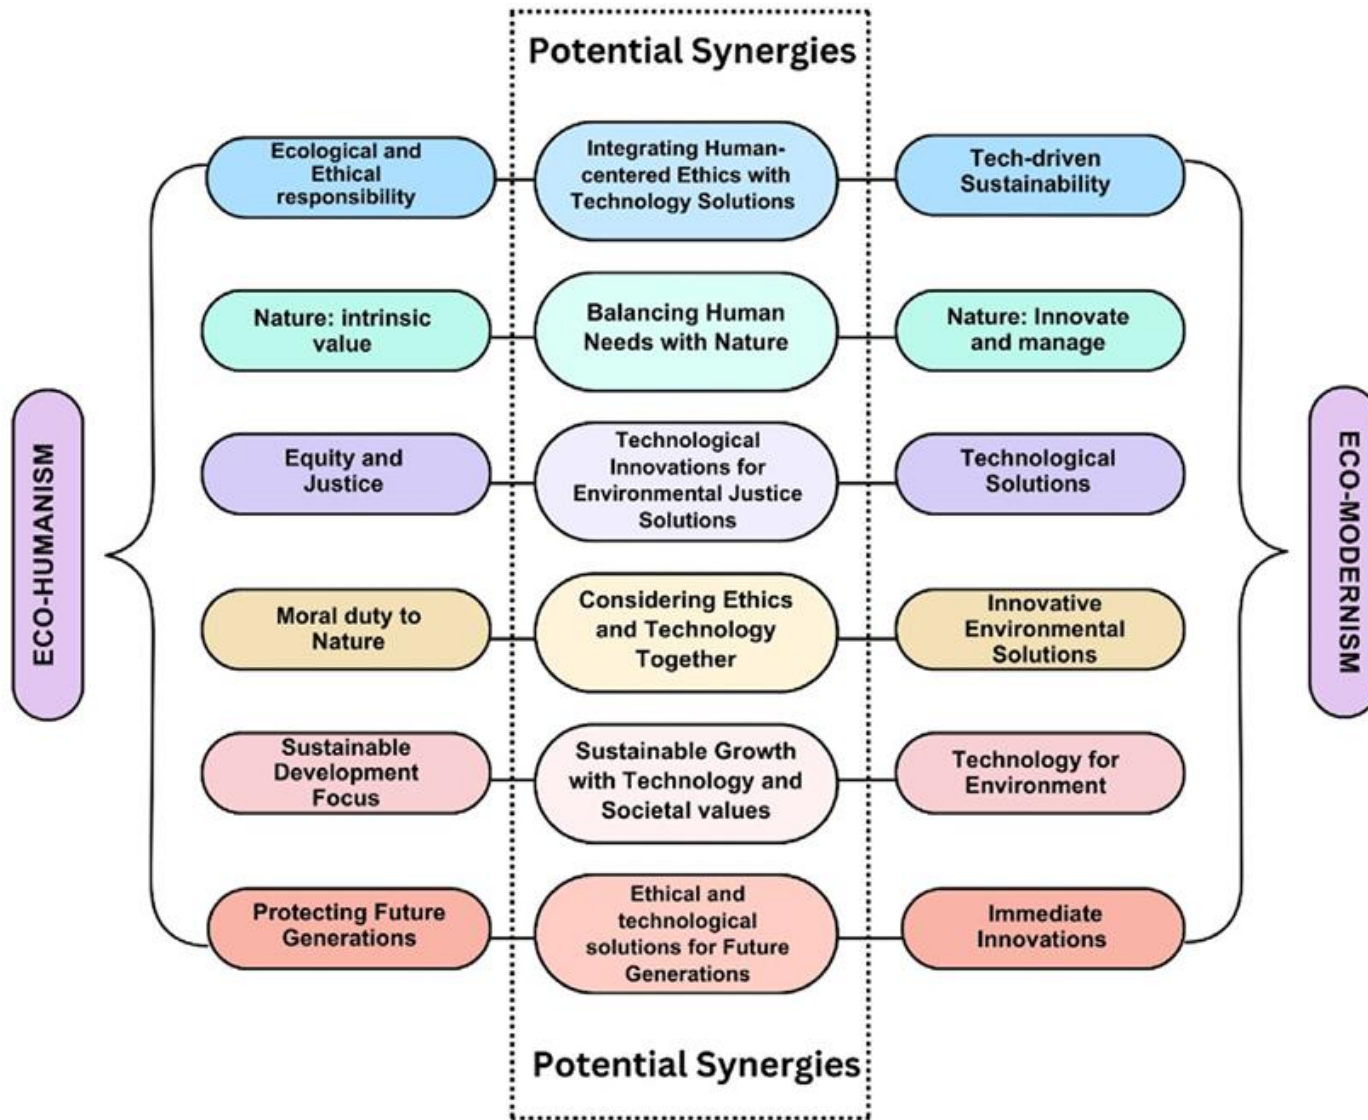 Potential Synergies
Ecological and
Ethical
responsibility
Integrating Human-
centered Ethics with
Technology Solutions
Tech-driven
Sustainability
Nature: intrinsic
value
Balancing Human
Needs with Nature
Nature: Innovate
and manage
ECO-HUMANISM
Equity and
Justice
Technological
Innovations for
Environmental Justice
Solutions
Technological
Solutions
ECO-MODERNISM
Moral duty to
Nature
Considering Ethics
and Technology
Together
Innovative
Environmental
Solutions
Sustainable
Development
Focus
Sustainable Growth
with Technology and
Societal values
Technology for
Environment
Protecting Future
Generations
Ethical and
technological
solutions for Future
Generations
Immediate
Innovations
Potential Synergies